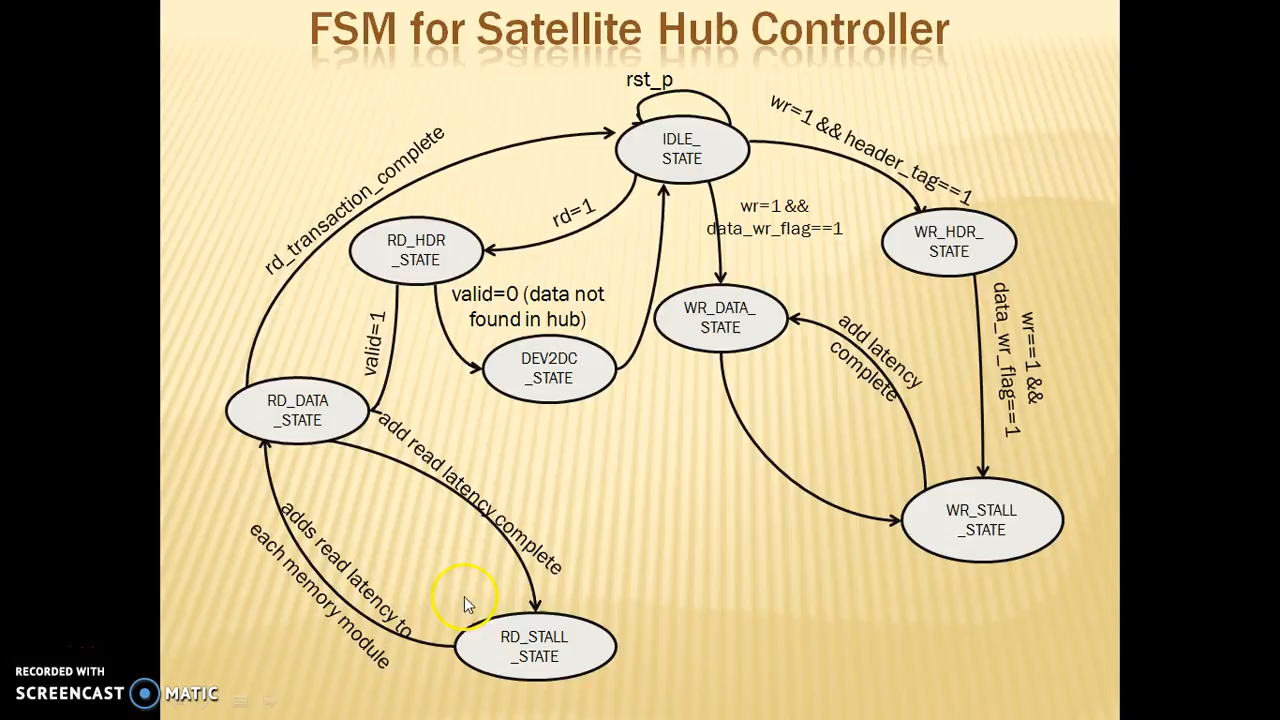 FSM for Satellite Hub Controller
rst_p
IDLE_
STATE
wr=1 && header_tag==1
rd_transaction_complete
rd=1
wr=1 &&
data_wr_flag==1
RD_HDR
_STATE
WR_HDR_
STATE
valid=0 (data not
found in hub)
valid=1
WR_DATA_
STATE
add latency
complete
wr==1 &&
data_wr_flag==1
DEV2DC
_STATE
RD_DATA
_STATE
add read latency complete
adds read latency to
each memory module
WR_STALL
_STATE
RD_STALL
_STATE
RECORDED WITH
SCREENCAST MATIC